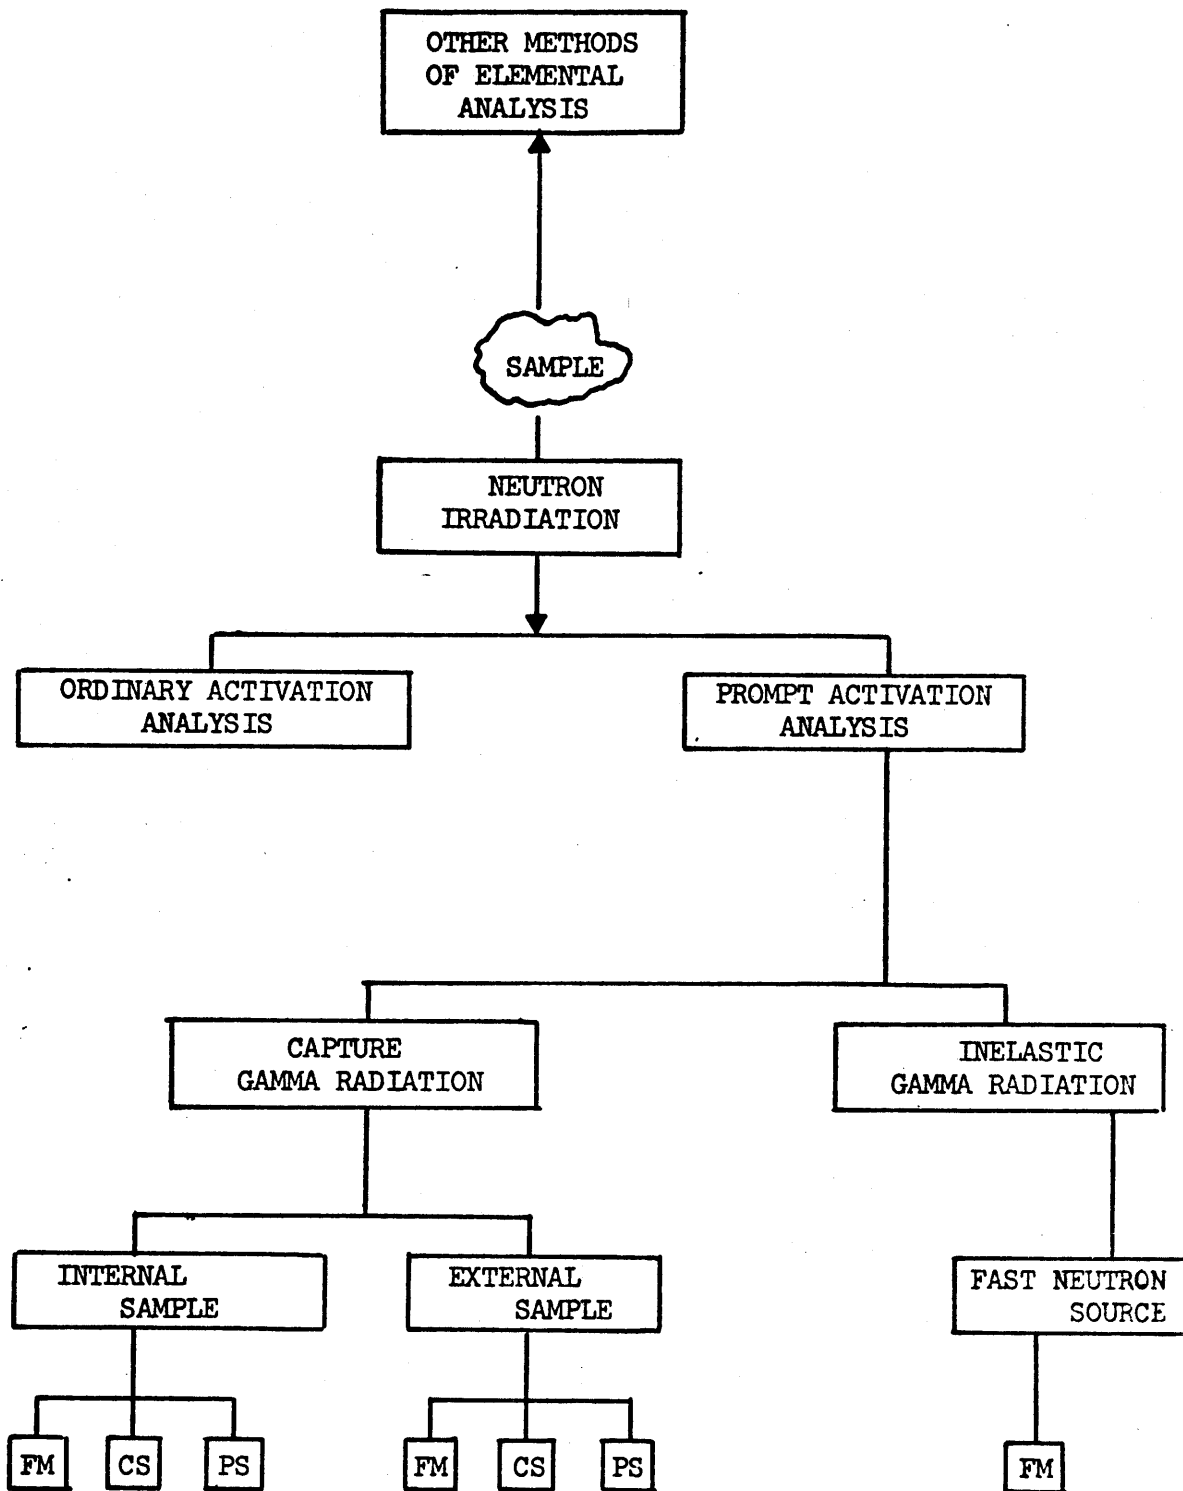 OTHER METHODS
OF ELEMENTAL
ANALYSIS
SAMPLE
NEUTRON
IRRADIATION
ORDINARY ACTIVATION
ANALYSIS
PROMPT ACTIVATION
ANALYSIS
CAPTURE
GAMMA RADIATION
INELASTIC
GAMMA RADIATION
INTERNAL
SAMPLE
EXTERNAL
SAMPLE
FAST NEUTRON
SOURCE
FM
CS
PS
FM
CS
PS
FM